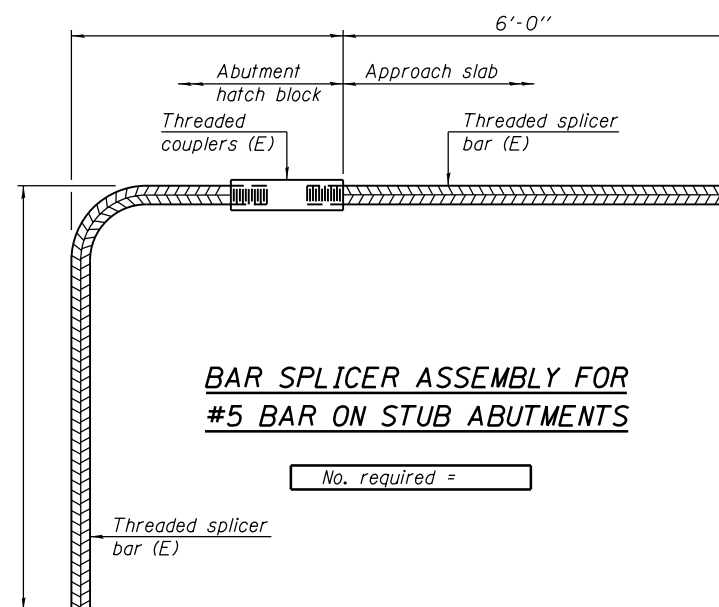 6'-0"
Abutment
hatch block
Approach slab
Threaded
couplers (E)
Threaded splicer
bar (E)
BAR SPLICER ASSEMBLY FOR
#5 BAR ON STUB ABUTMENTS
No. required =
Threaded splicer
bar (E)